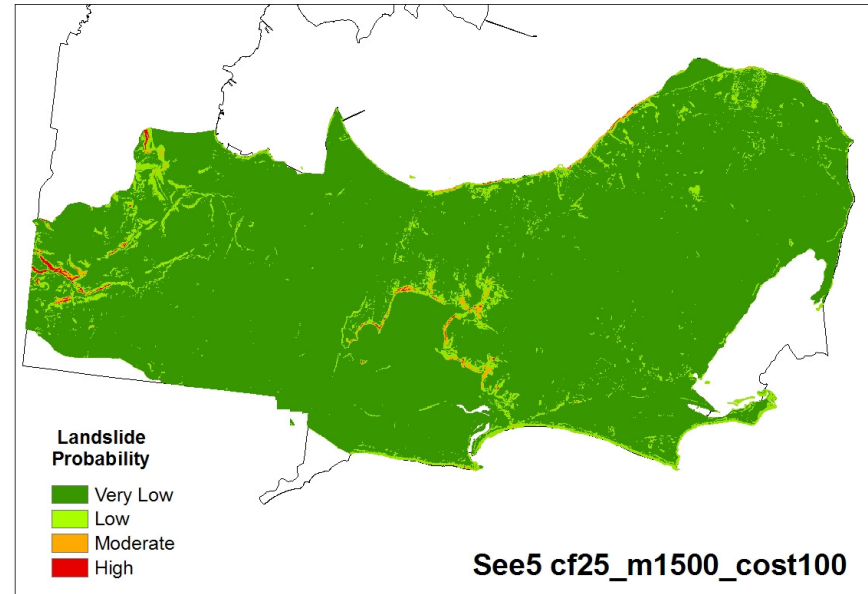 Landslide
Probability
Very Low
Low
Moderate
High
See5 cf25_m1500_cost100